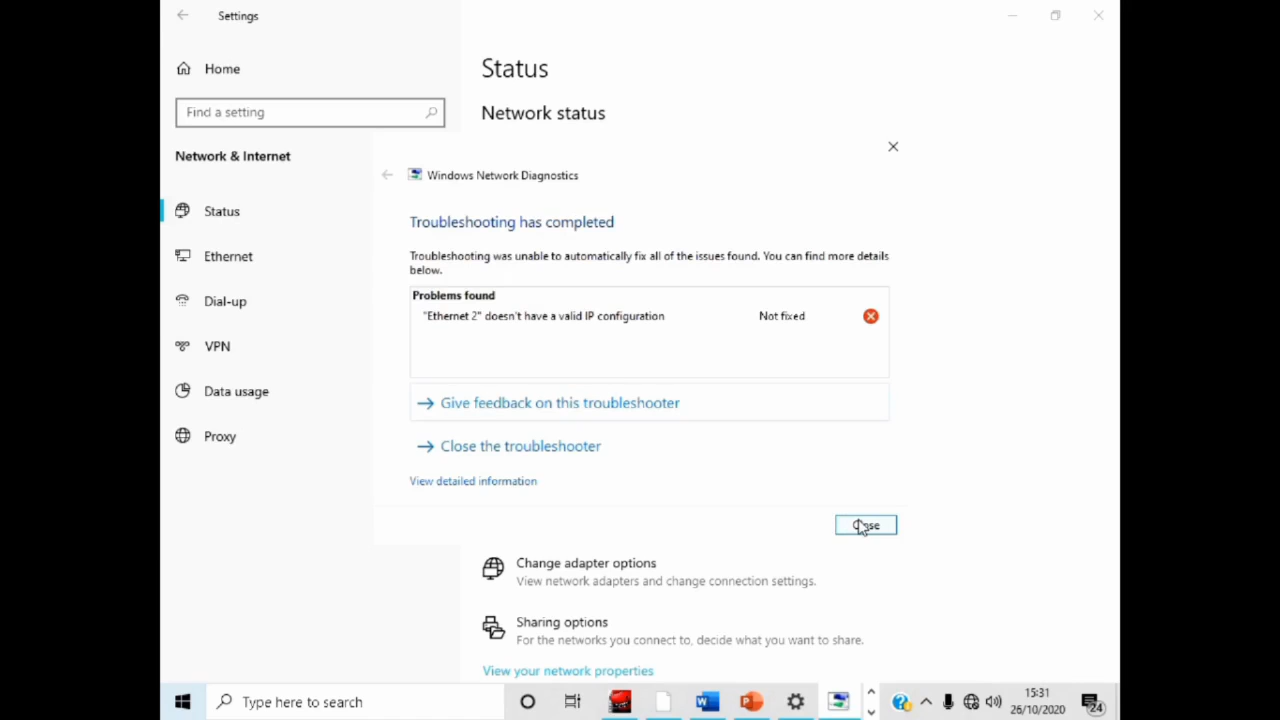 Settings
Home
Find a setting
Network & Internet
Status
Ethernet
Dial-up
VPN
Data usage
Proxy
Status
Network status
Windows Network Diagnostics
Troubleshooting has completed
Troubleshooting was unable to automatically fix all of the issues found. You can find more details
below.
Problems found
"Ethernet 2" doesn't have a valid IP configuration Not fixed
Give feedback on this troubleshooter
Close the troubleshooter
View detailed information
Close
Change adapter options
View network adapters and change connection settings.
Sharing options
For the networks you connect to, decide what you want to share.
View your network properties
Type here to search
15:31
26/10/2020
24